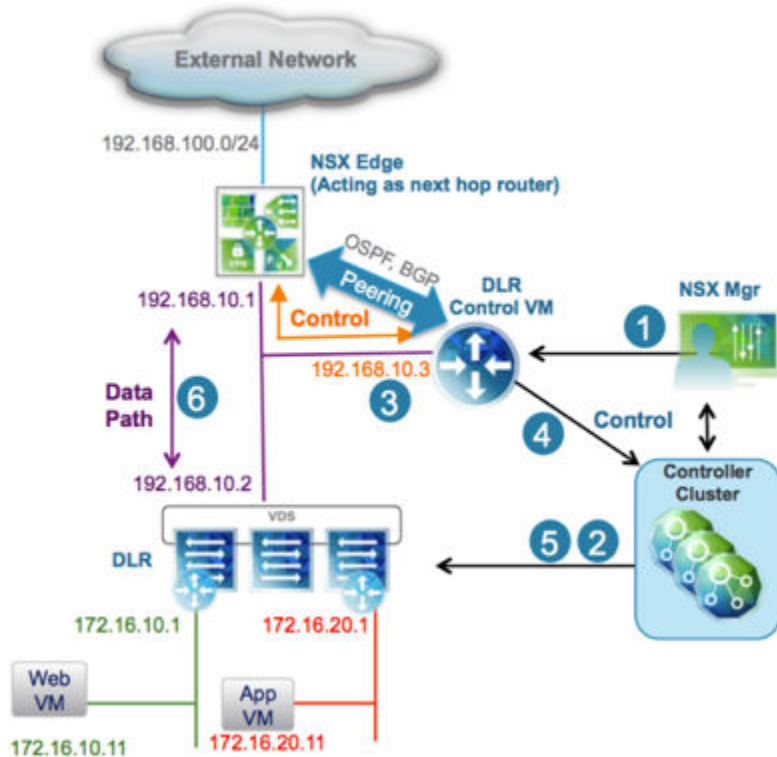 External Network
192.168.100.0/24
NSX Edge
(Acting as next hop router)
OSPF, BGP
Peering
DLR
Control VM
NSX Mgr
192.168.10.1
Control
1
192.168.10.3
3
Data
Path
6
4
Control
192.168.10.2
Controller
Cluster
VDS
DLR
5
2
172.16.10.1
172.16.20.1
Web
VM
App
VM
172.16.10.11
172.16.20.11